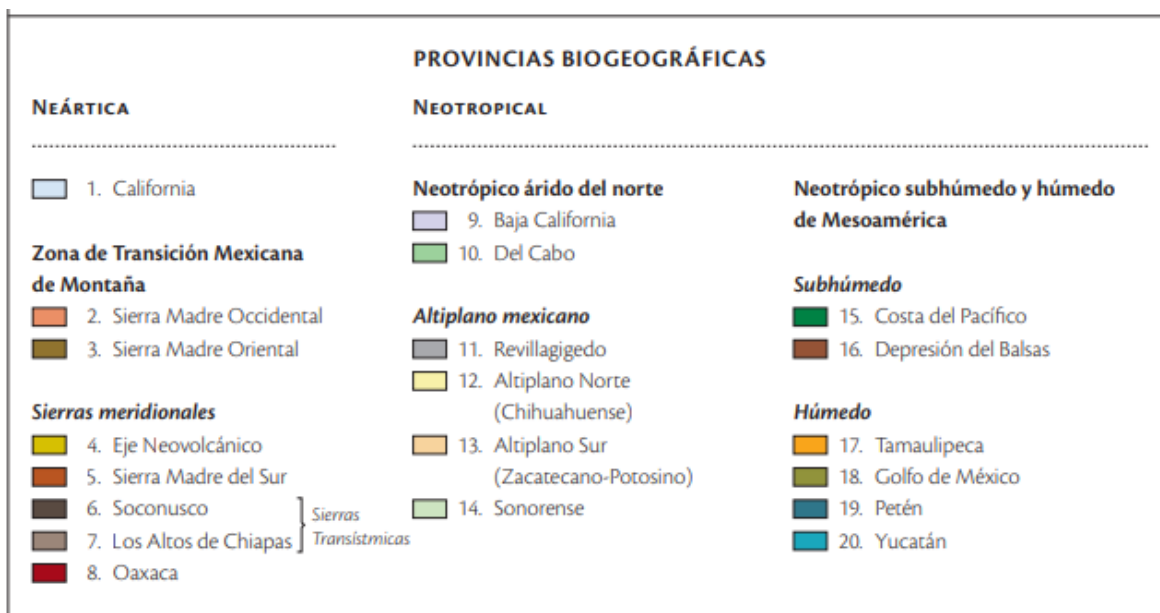 PROVINCIAS BIOGEOGRÁFICAS
NEÁRTICA
1. California
Zona de Transición Mexicana
de Montaña
2. Sierra Madre Occidental
3. Sierra Madre Oriental
Sierras meridionales
4. Eje Neovolcánico
5. Sierra Madre del Sur
6. Soconusco
7. Los Altos de Chiapas
Sierras
Transístmicas
8. Oaxaca
NEOTROPICAL
Neotrópico árido del norte
9. Baja California
10. Del Cabo
Altiplano mexicano
11. Revillagigedo
12. Altiplano Norte
(Chihuahuense)
13. Altiplano Sur
(Zacatecano-Potosino)
14. Sonorense
Neotrópico subhúmedo y húmedo
de Mesoamérica
Subhúmedo
15. Costa del Pacífico
16. Depresión del Balsas
Húmedo
17. Tamaulipeca
18. Golfo de México
19. Petén
20. Yucatán